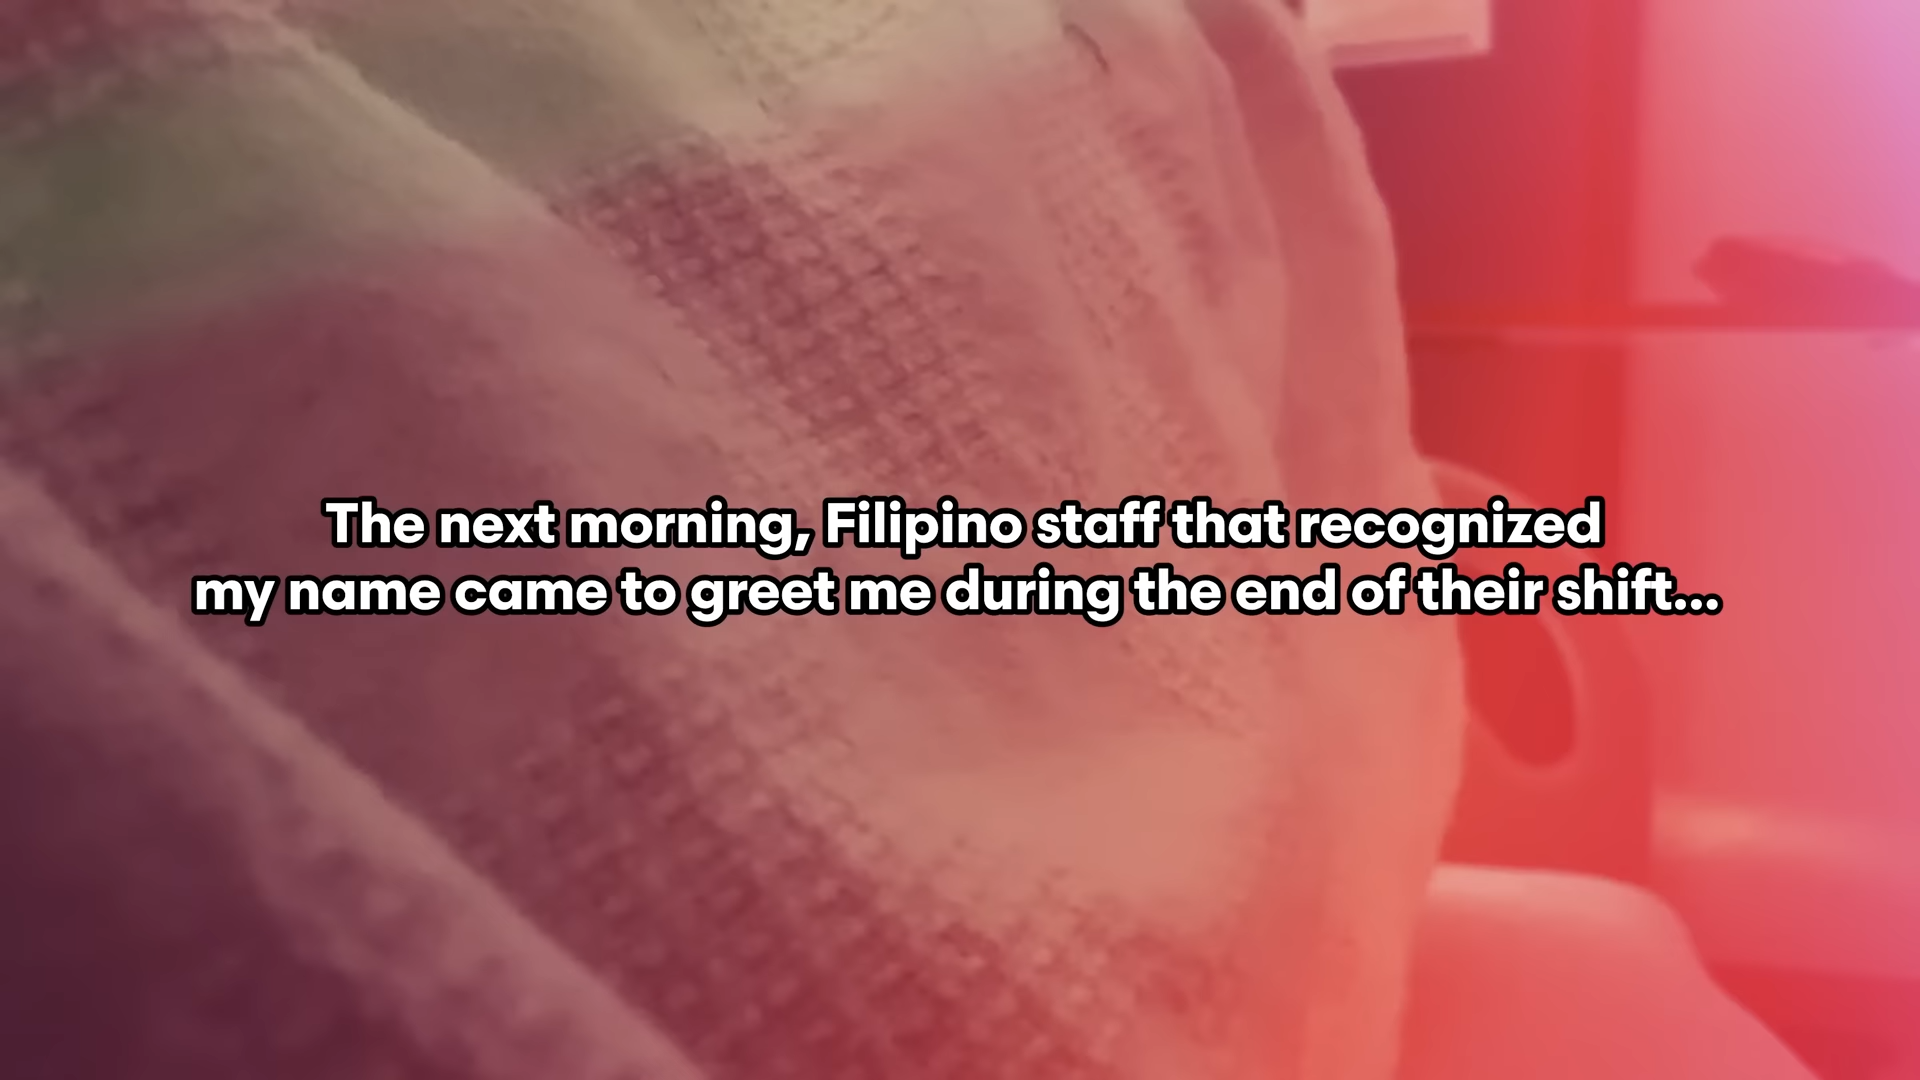 The next morning, Filipino staff that recognized
my name came to greet me during the end of their shift...